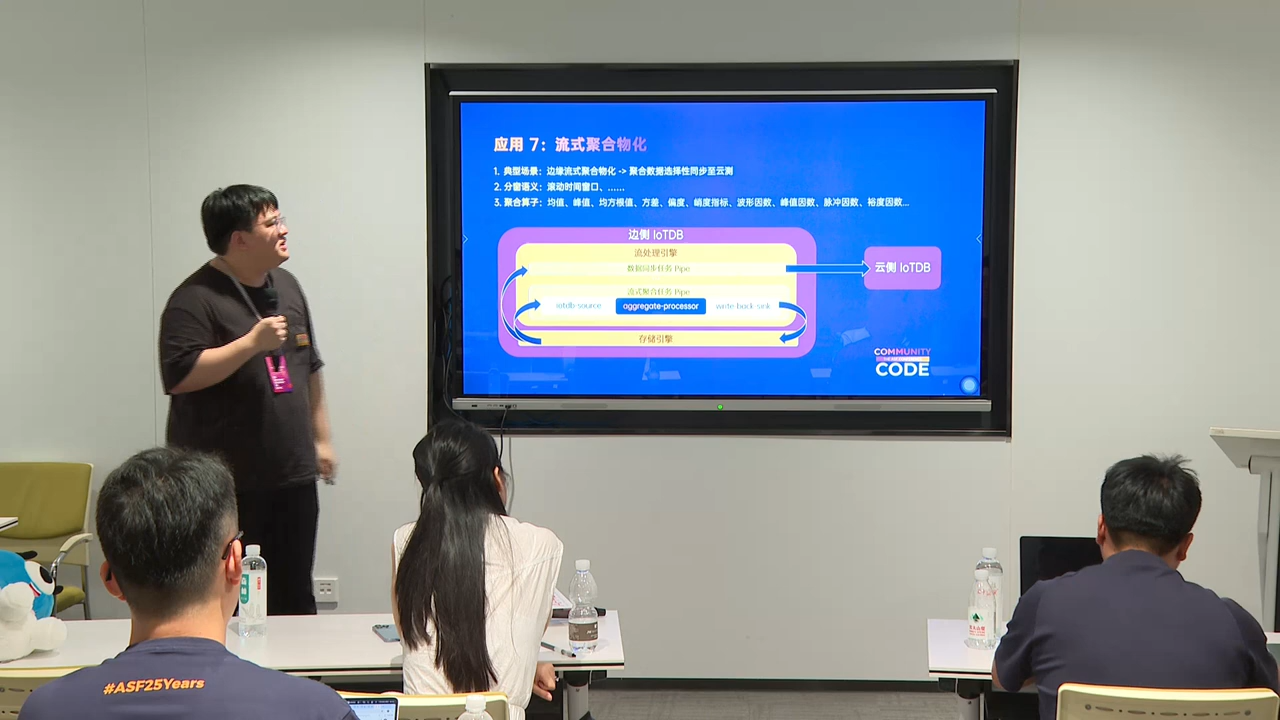 应用 7：流式聚合物化
1. 典型场景：边缘流式聚合物化 -> 聚合数据选择性同步至云测
2. 分窗语义：滚动时间窗口、……
3. 聚合算子：均值、峰值、均方根值、方差、偏度、峭度指标、波形因数、峰值因数、脉冲因数、裕度因数...
边侧 IoTDB
流处理引擎
数据同步任务 Pipe
云侧 IoTDB
流式聚合任务 Pipe
iotdb-source
aggregate-processor
write-back-sink
存储引擎
COMMUNITY
CODE
#ASF25Years